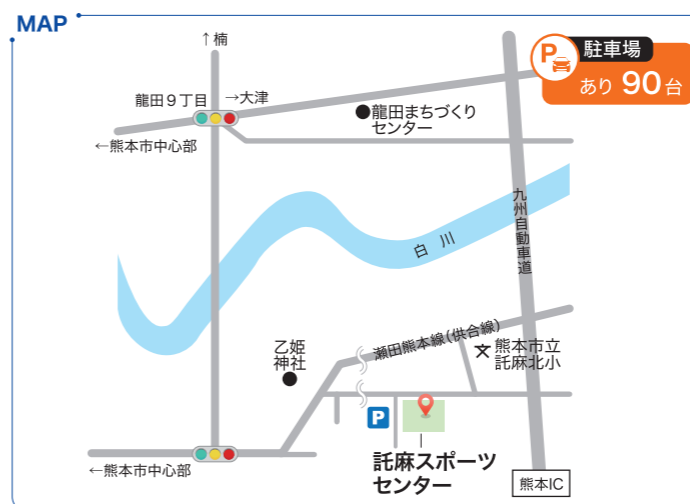 MAP
↑楠
P
駐車場
あり 90台
龍田9丁目
→大津
●龍田まちづくり
センター
←熊本市中心部
九州自動車道
白川
瀬田熊本線(供合線)
乙姫
神社
熊本市立
託麻北小
P
託麻スポーツ
センター
←熊本市中心部
熊本IC